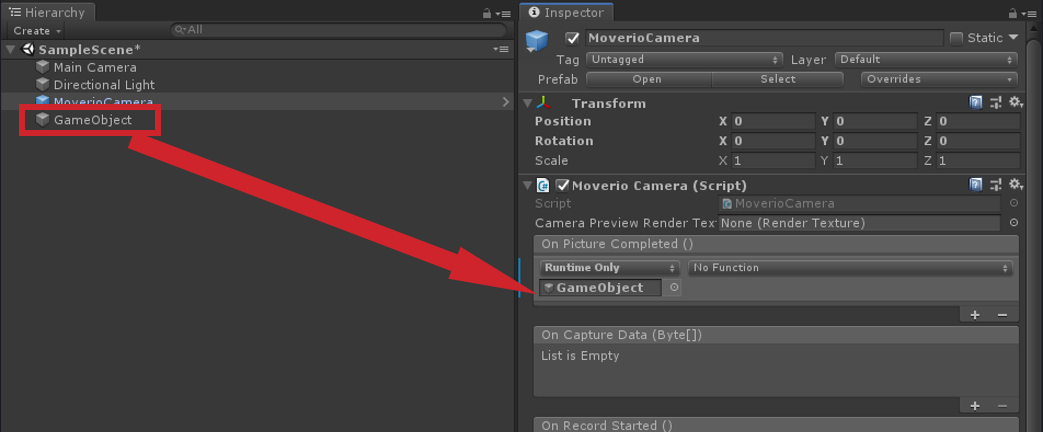 Hierarchy
Create
All
SampleScene*
Main Camera
Directional Light
MoverioCamera
GameObject
Inspector
MoverioCamera
Static
Tag Untagged Layer Default
Prefab Open Select Overrides
Transform
Position X 0 Y 0 Z 0
Rotation X 0 Y 0 Z 0
Scale X 1 Y 1 Z 1
Moverio Camera (Script)
Script MoverioCamera
Camera Preview Render Tex None (Render Texture)
On Picture Completed ()
Runtime Only No Function
GameObject
On Capture Data (Byte[])
List is Empty
On Record Started ()